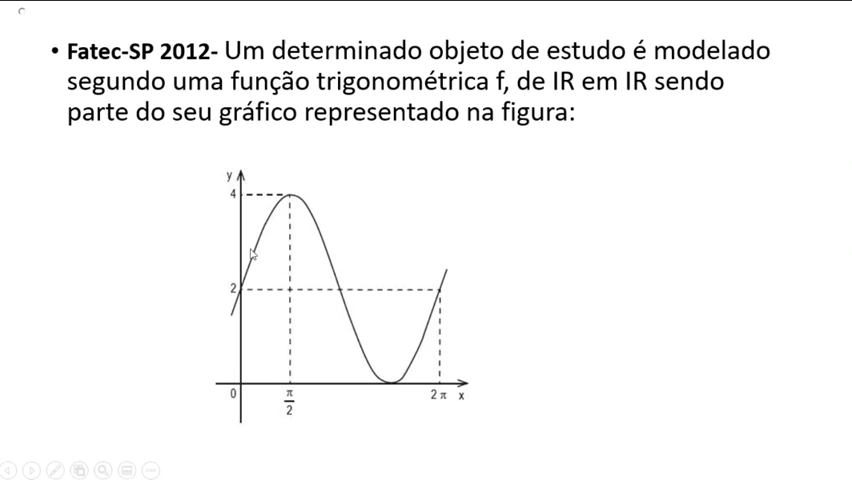 • Fatec-SP 2012- Um determinado objeto de estudo é modelado
segundo uma função trigonométrica f, de IR em IR sendo
parte do seu gráfico representado na figura:
y
4
2
0
π
2
2 π
x